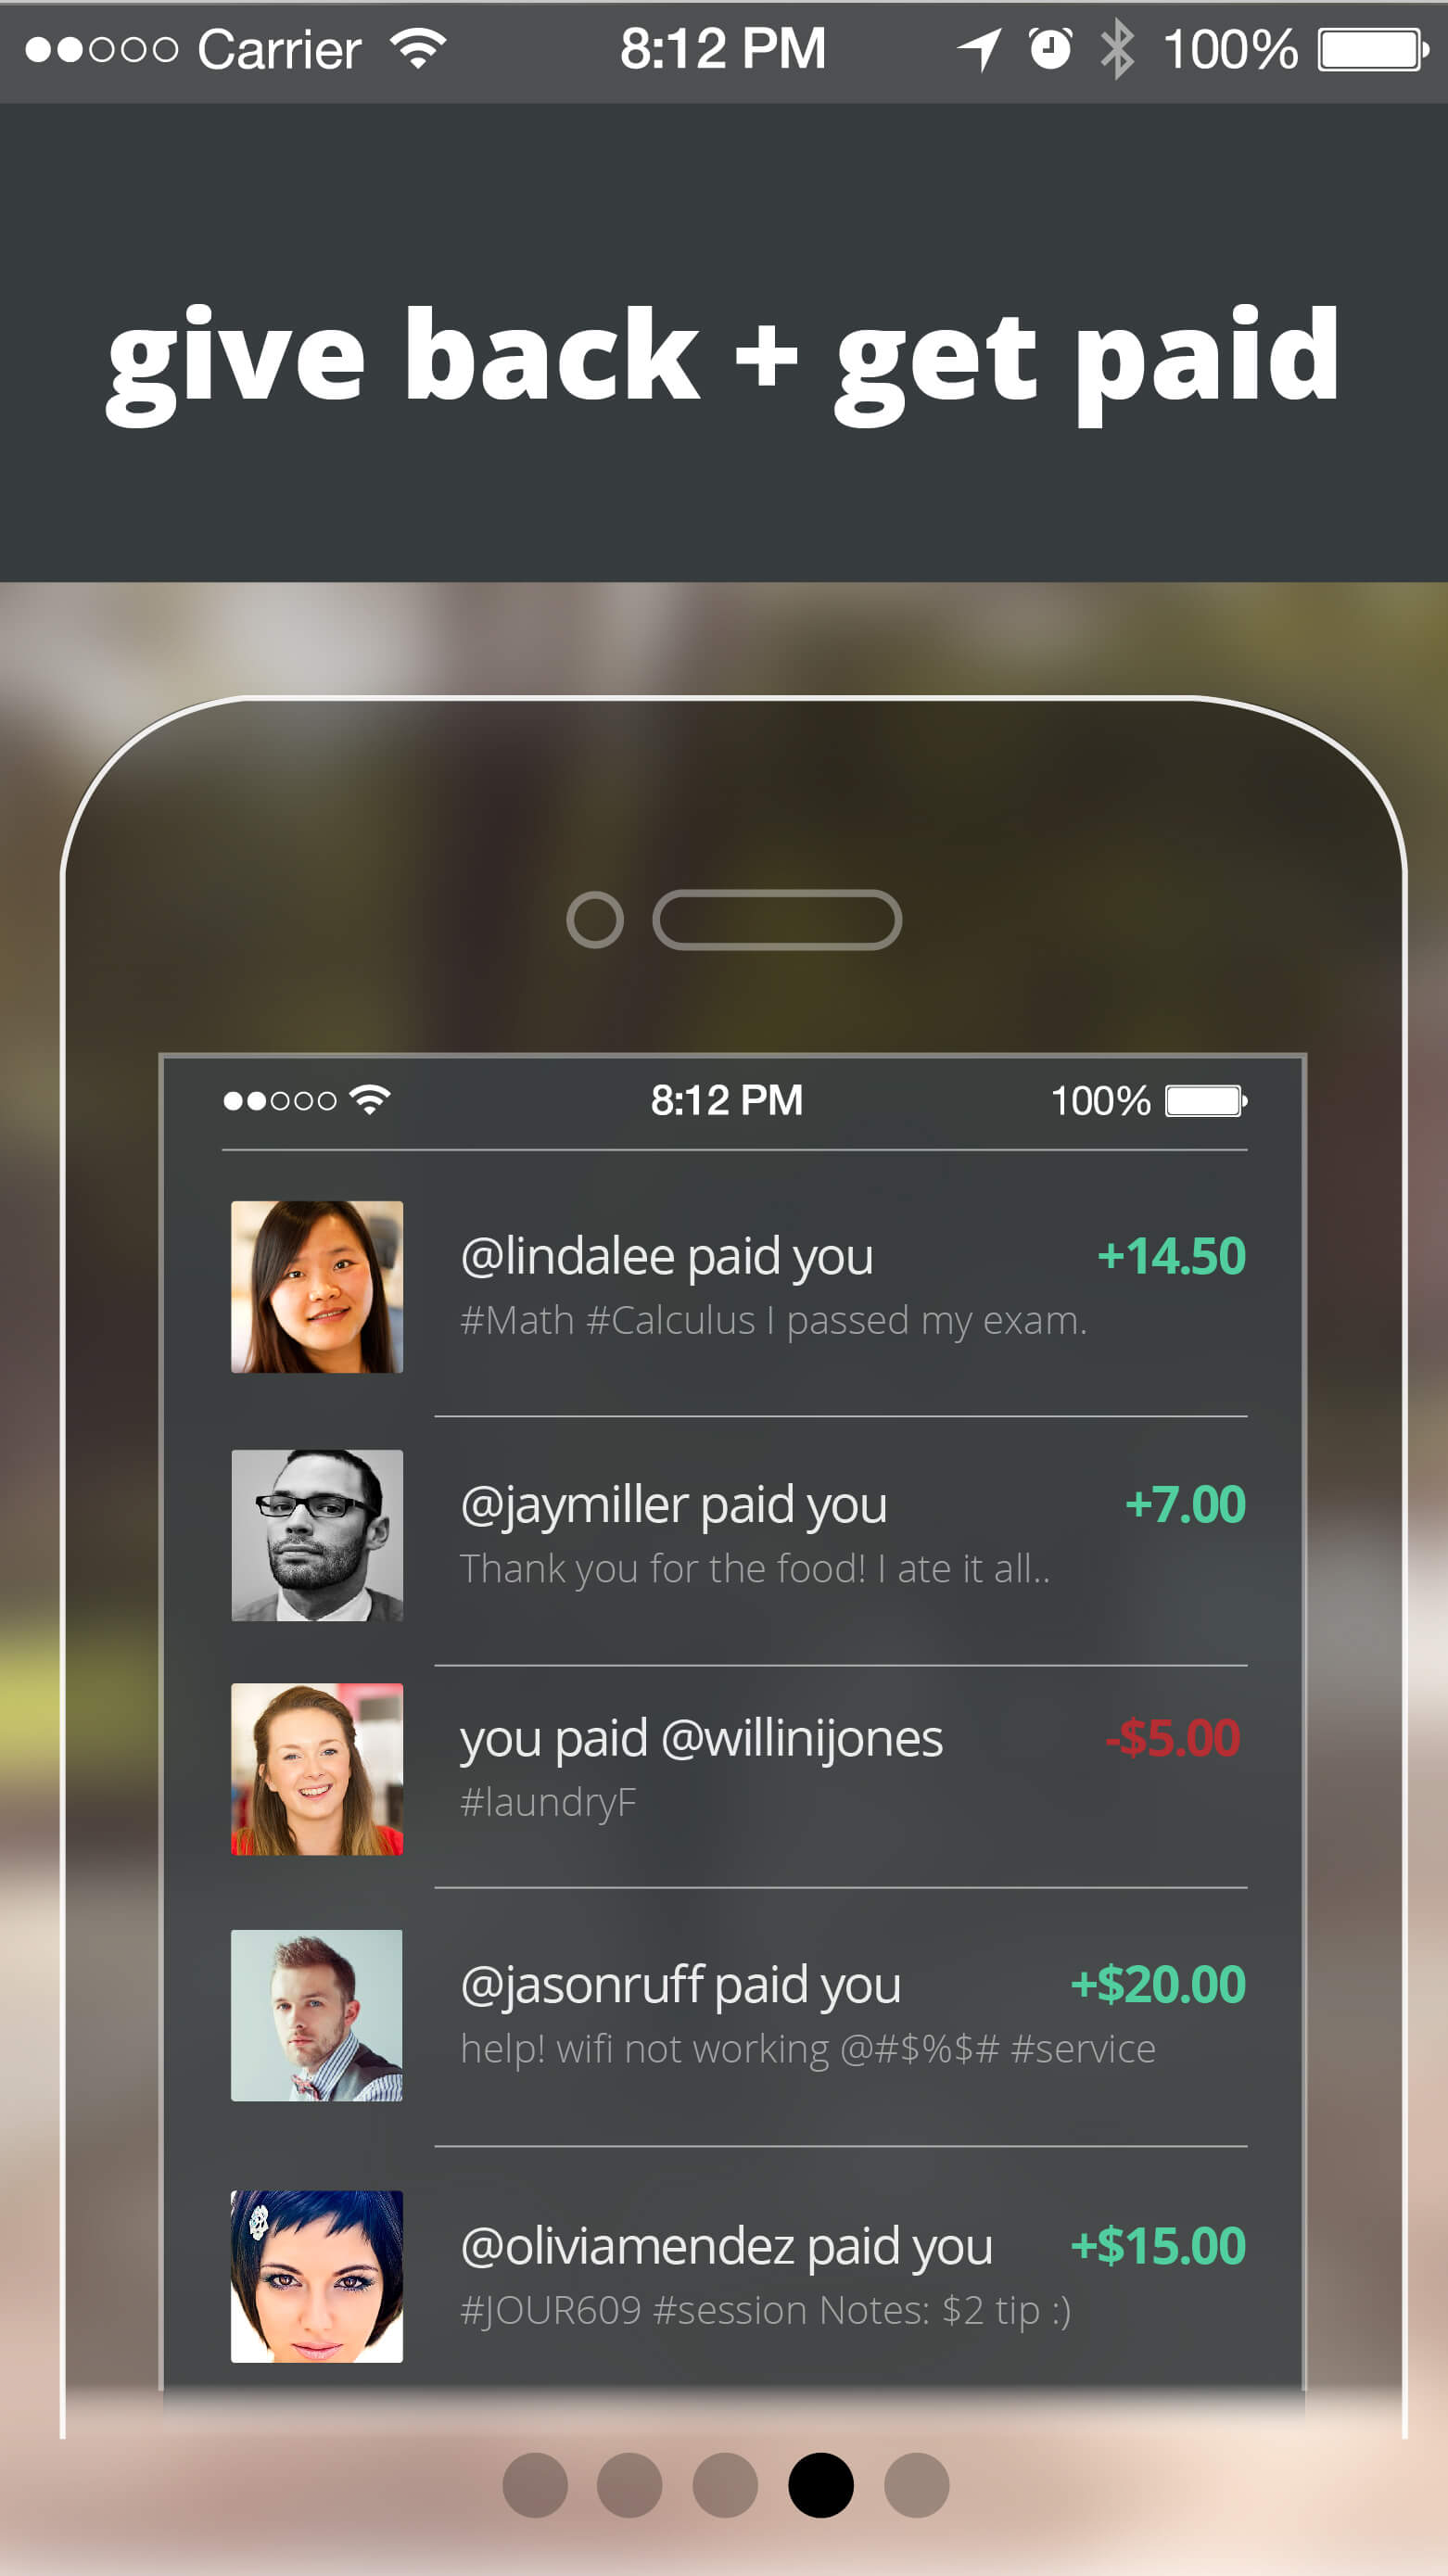 Carrier 8:12 PM 100%
give back + get paid
8:12 PM 100%
@lindalee paid you +14.50
#Math #Calculus I passed my exam.
@jaymiller paid you +7.00
Thank you for the food! I ate it all..
you paid @willinijones -$5.00
#laundryF
@jasonruff paid you +$20.00
help! wifi not working @#$%$# #service
@oliviamendez paid you +$15.00
#JOUR609 #session Notes: $2 tip :)